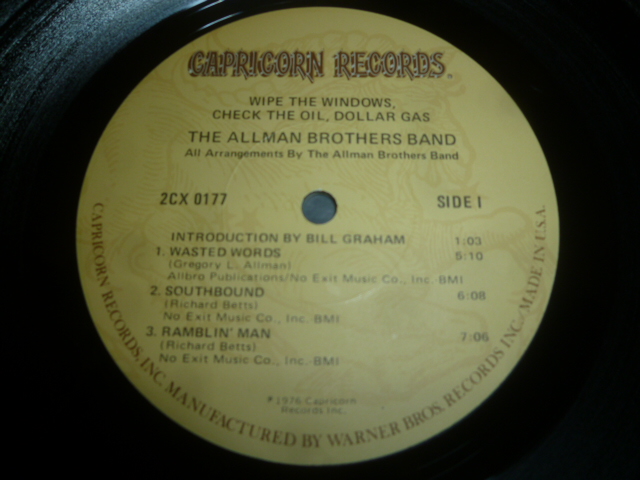 CAPRICORN RECORDS®
WIPE THE WINDOWS,
CHECK THE OIL, DOLLAR GAS
THE ALLMAN BROTHERS BAND
All Arrangements By The Allman Brothers Band
2CX 0177 SIDE I
INTRODUCTION BY BILL GRAHAM 1:03
1. WASTED WORDS 5:10
(Gregory L. Allman)
Allbro Publications/No Exit Music Co., Inc.-BMI
2. SOUTHBOUND 6:08
(Richard Betts)
No Exit Music Co., Inc.-BMI
3. RAMBLIN' MAN 7:06
(Richard Betts)
No Exit Music Co., Inc.-BMI
℗ 1976 Capricorn
Records Inc.
CAPRICORN RECORDS, INC. MANUFACTURED BY WARNER BROS. RECORDS INC. MADE IN U.S.A.